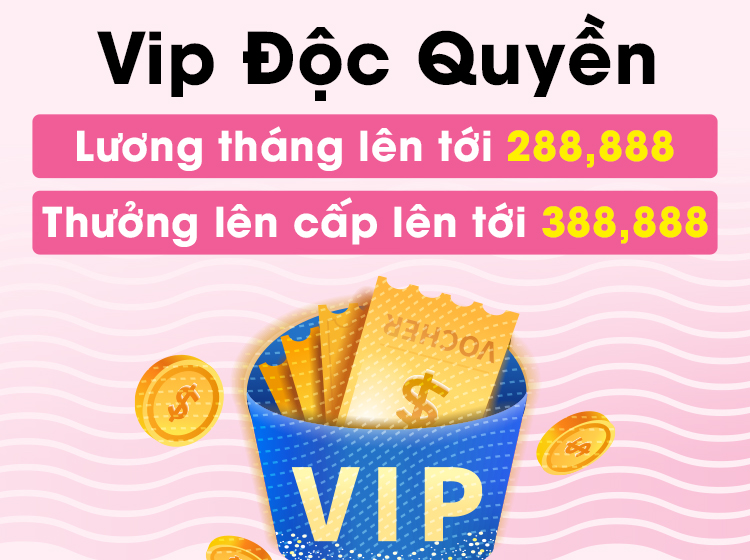 Vip Độc Quyền
Lương tháng lên tới 288,888
Thưởng lên cấp lên tới 388,888
VOCHER
$
$
$
VIP